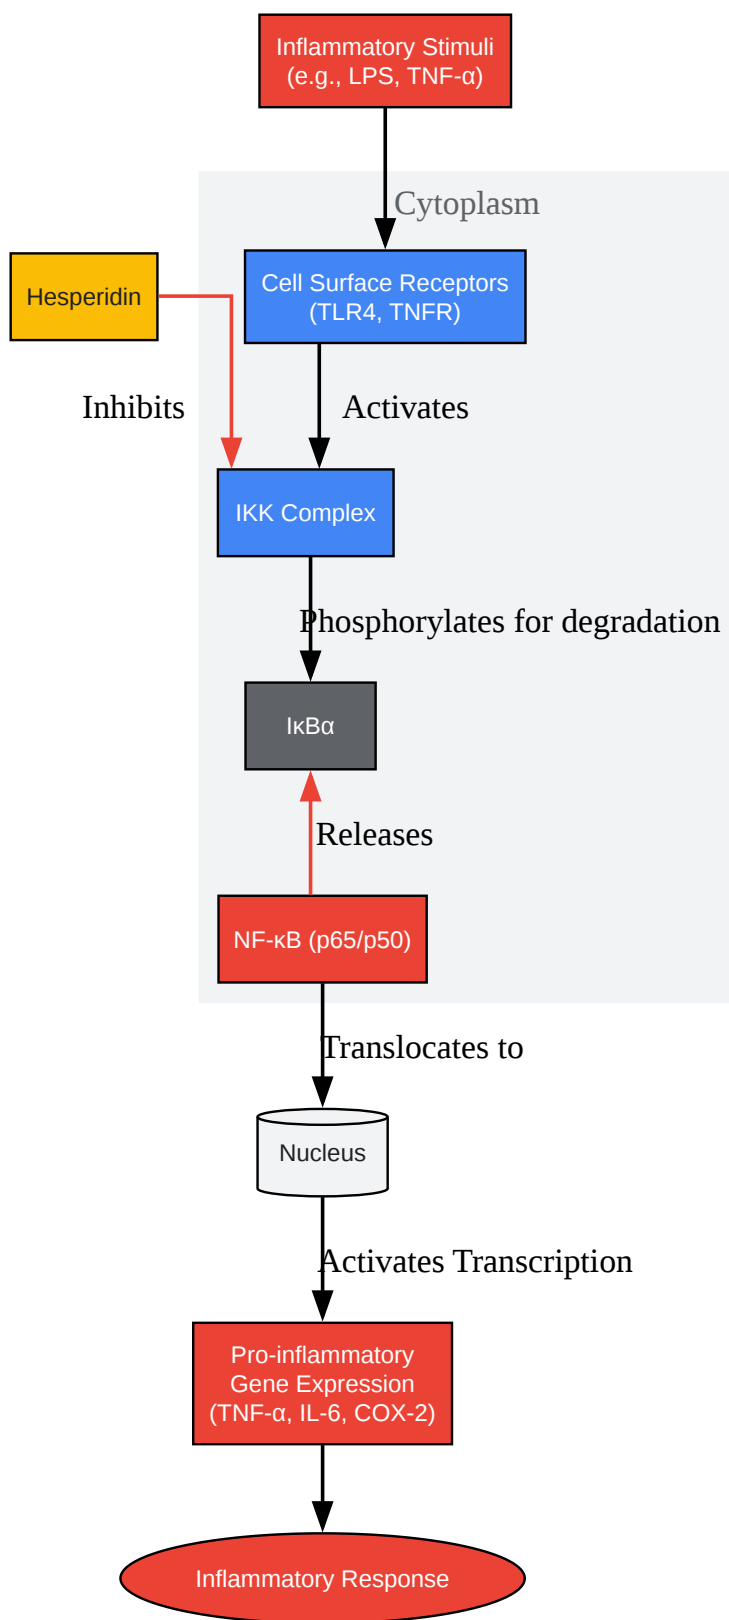 Inflammatory Stimuli
(e.g., LPS, TNF-α)
Cytoplasm
Hesperidin
Cell Surface Receptors
(TLR4, TNFR)
Inhibits
Activates
IKK Complex
Phosphorylates for degradation
IκBα
Releases
NF-κB (p65/p50)
Translocates to
Nucleus
Activates Transcription
Pro-inflammatory
Gene Expression
(TNF-α, IL-6, COX-2)
Inflammatory Response